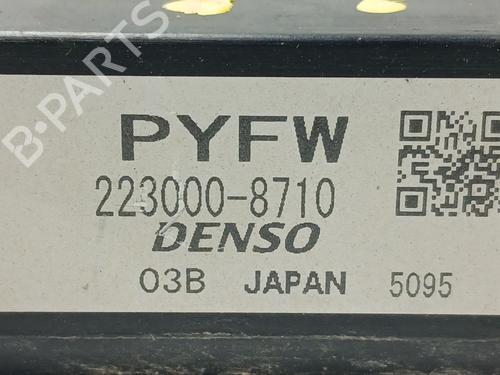 B-PARTS
PYFW
223000-8710
DENSO
03B JAPAN 5095